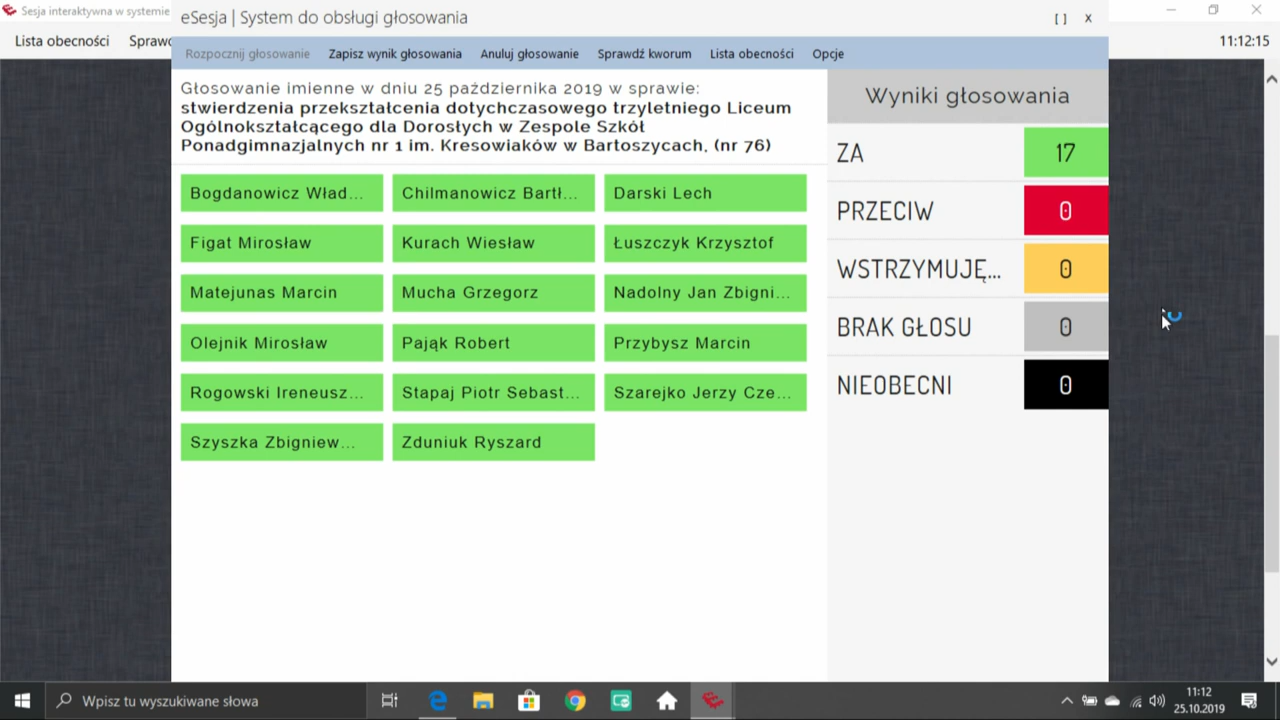 Sesja interaktywna w systemie
eSesja | System do obsługi głosowania
[ ] X
Lista obecności
11:12:15
Rozpocznij głosowanie Zapisz wynik głosowania Anuluj głosowanie Sprawdź kworum Lista obecności Opcje
Głosowanie imienne w dniu 25 października 2019 w sprawie:
stwierdzenia przekształcenia dotychczasowego trzyletniego Liceum
Ogólnokształcącego dla Dorosłych w Zespole Szkół
Ponadgimnazjalnych nr 1 im. Kresowiaków w Bartoszycach, (nr 76)
Bogdanowicz Wład... Chilmanowicz Bartł... Darski Lech
Figat Mirosław Kurach Wiesław Łuszczyk Krzysztof
Matejunas Marcin Mucha Grzegorz Nadolny Jan Zbigni...
Olejnik Mirosław Pająk Robert Przybysz Marcin
Rogowski Ireneusz... Stapaj Piotr Sebast... Szarejko Jerzy Cze...
Szyszka Zbigniew... Zduniuk Ryszard
Wyniki głosowania
ZA 17
PRZECIW 0
WSTRZYMUJĘ... 0
BRAK GŁOSU 0
NIEOBECNI 0
Wpisz tu wyszukiwane słowa
11:12
25.10.2019